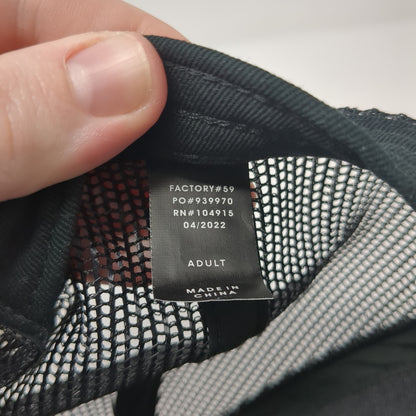 FACTORY#59
PO#939970
RN#104915
04/2022
ADULT
MADE IN
CHINA